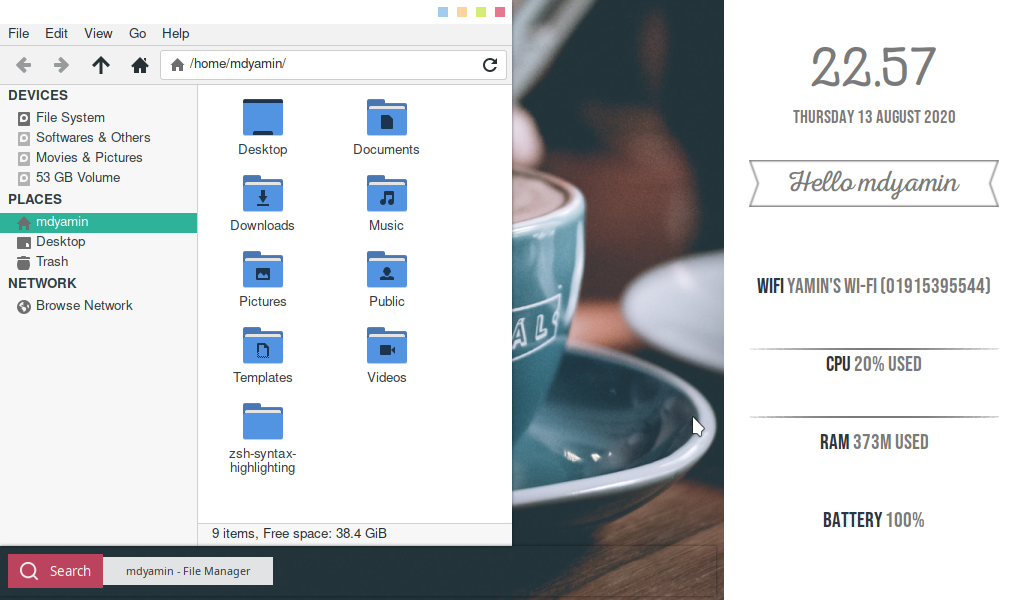 File Edit View Go Help
/home/mdyamin/
DEVICES
File System
Softwares & Others
Movies & Pictures
53 GB Volume
PLACES
mdyamin
Desktop
Trash
NETWORK
Browse Network
Desktop
Documents
Downloads
Music
Pictures
Public
Templates
Videos
zsh-syntax-
highlighting
9 items, Free space: 38.4 GiB
Search
mdyamin - File Manager
22.57
THURSDAY 13 AUGUST 2020
Hello mdyamin
WIFI YAMIN'S WI-FI (01915395544)
CPU 20% USED
RAM 373M USED
BATTERY 100%